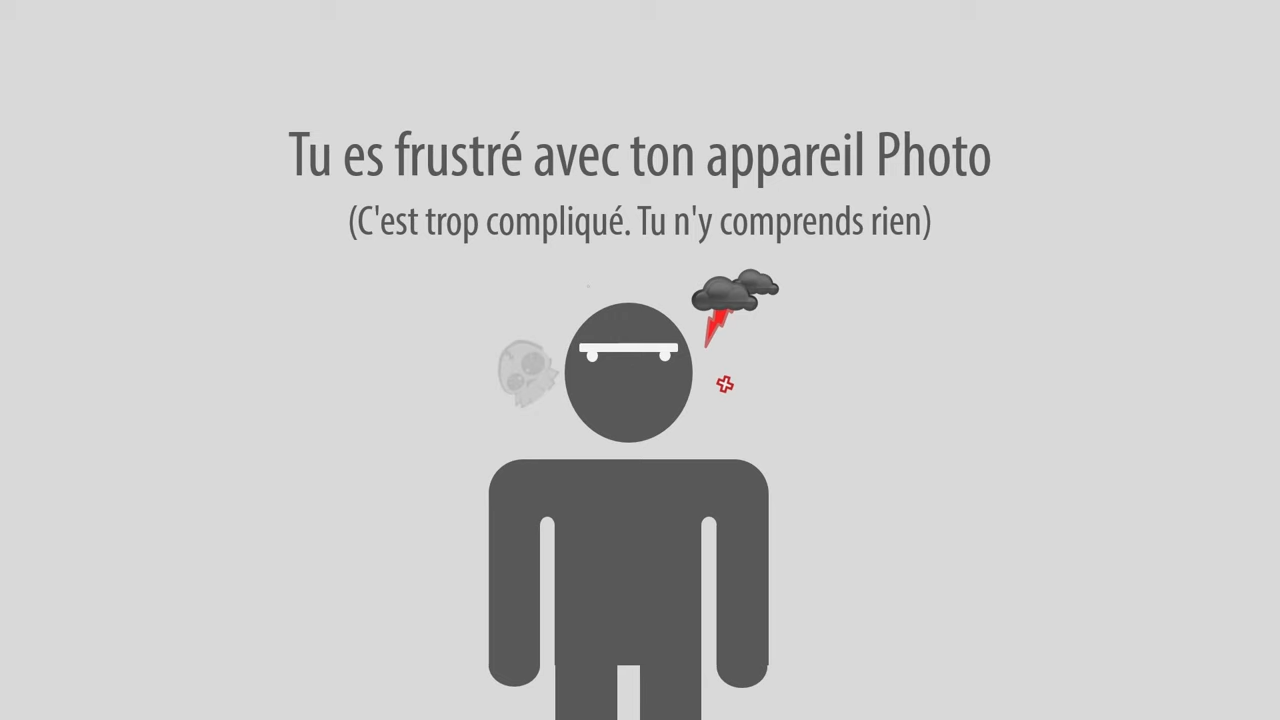 Tu es frustré avec ton appareil Photo
(C'est trop compliqué. Tu n'y comprends rien)